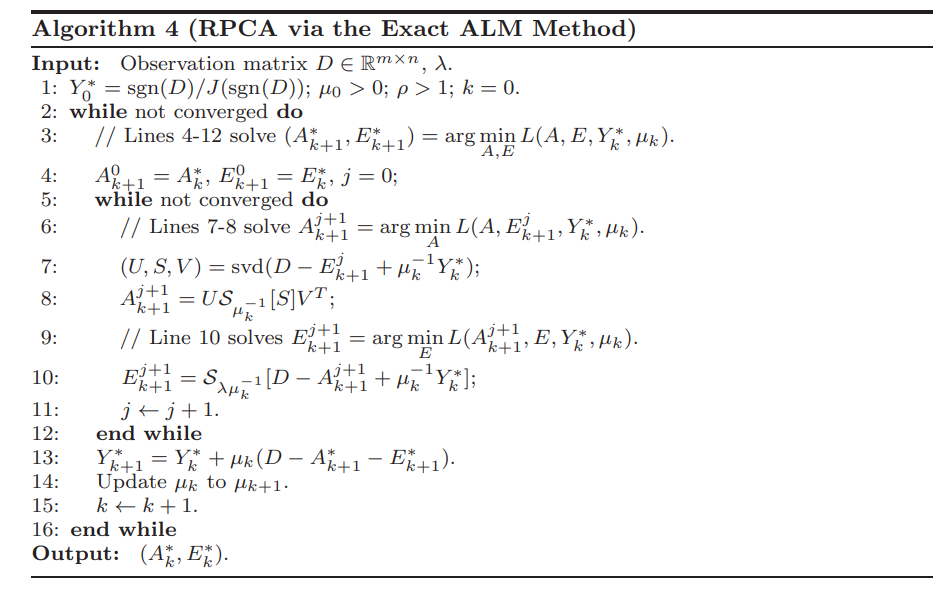 Algorithm 4 (RPCA via the Exact ALM Method)
Input: Observation matrix $D \in \mathbb{R}^{m \times n}$, $\lambda$.
1: $Y_0^* = \mathrm{sgn}(D)/J(\mathrm{sgn}(D))$; $\mu_0 > 0$; $\rho > 1$; $k = 0$.
2: while not converged do
3: // Lines 4-12 solve $(A_{k+1}^*, E_{k+1}^*) = \arg\min_{A,E} L(A, E, Y_k^*, \mu_k)$.
4: $A_{k+1}^0 = A_k^*$, $E_{k+1}^0 = E_k^*$, $j = 0$;
5: while not converged do
6: // Lines 7-8 solve $A_{k+1}^{j+1} = \arg\min_A L(A, E_{k+1}^j, Y_k^*, \mu_k)$.
7: $(U, S, V) = \mathrm{svd}(D - E_{k+1}^j + \mu_k^{-1} Y_k^*)$;
8: $A_{k+1}^{j+1} = U \mathcal{S}_{\mu_k^{-1}}[S] V^T$;
9: // Line 10 solves $E_{k+1}^{j+1} = \arg\min_E L(A_{k+1}^{j+1}, E, Y_k^*, \mu_k)$.
10: $E_{k+1}^{j+1} = \mathcal{S}_{\lambda\mu_k^{-1}}[D - A_{k+1}^{j+1} + \mu_k^{-1} Y_k^*]$;
11: $j \leftarrow j + 1$.
12: end while
13: $Y_{k+1}^* = Y_k^* + \mu_k(D - A_{k+1}^* - E_{k+1}^*)$.
14: Update $\mu_k$ to $\mu_{k+1}$.
15: $k \leftarrow k + 1$.
16: end while
Output: $(A_k^*, E_k^*)$.